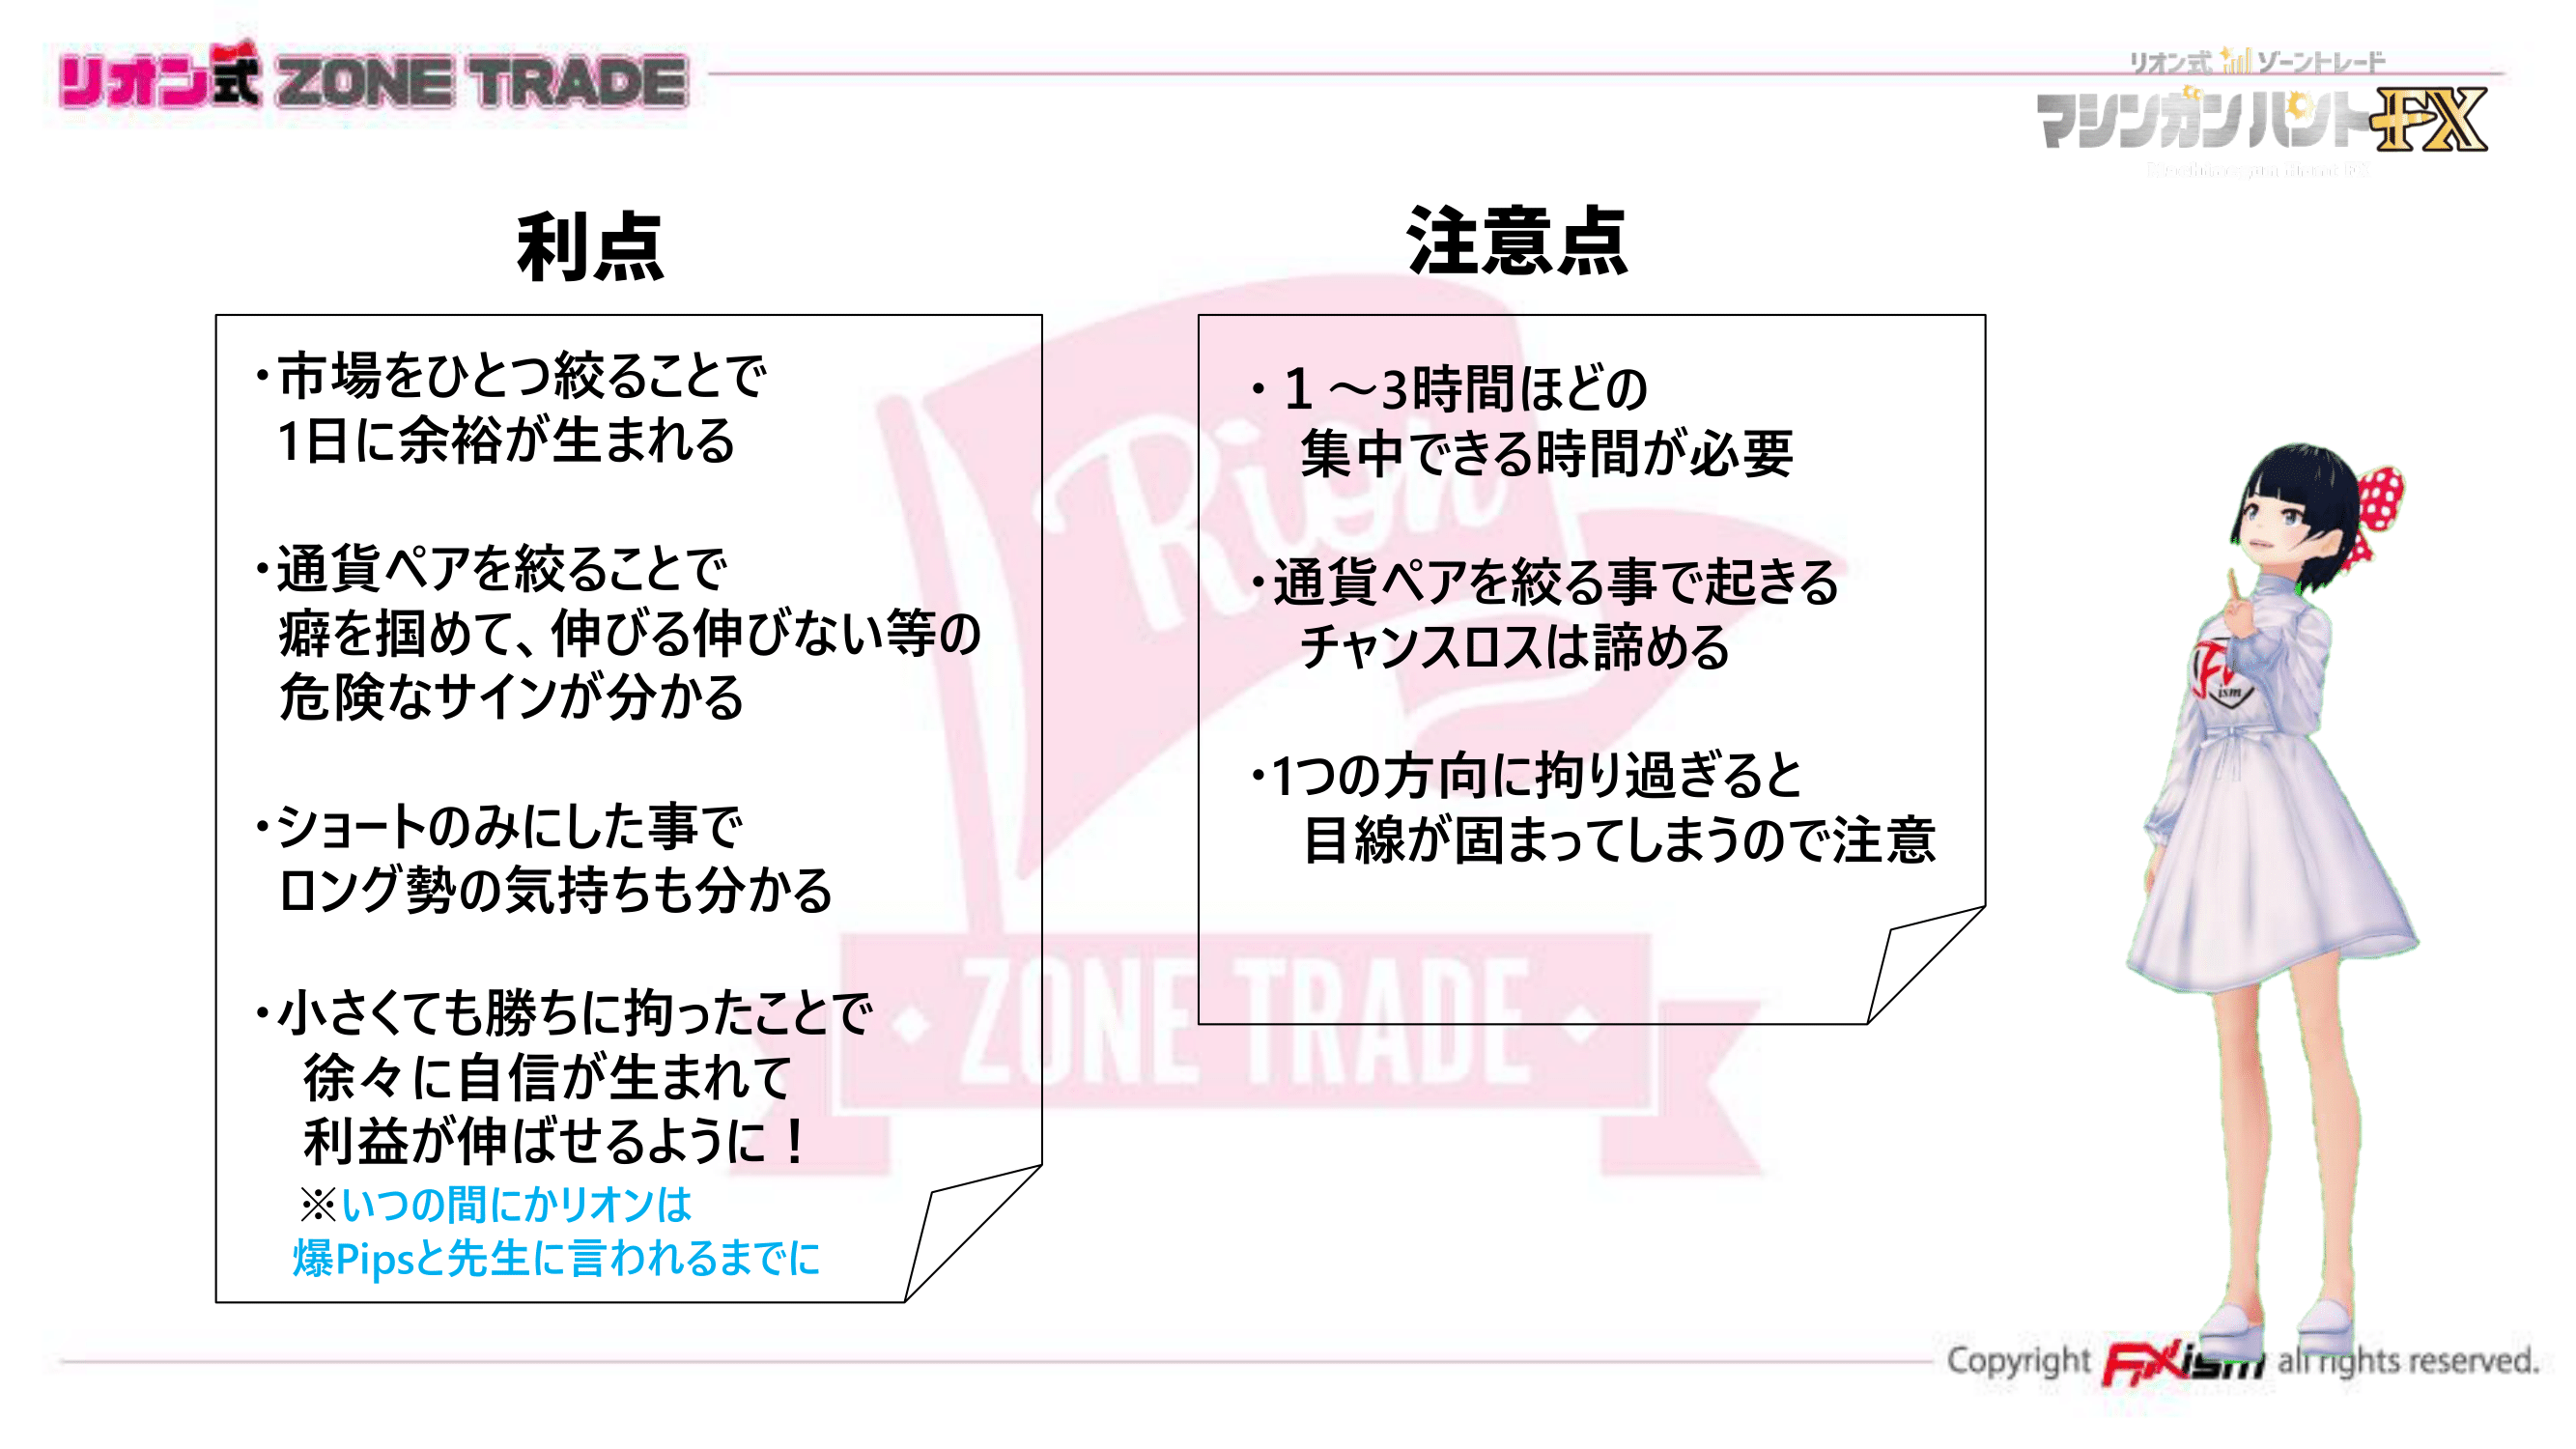 リオン式 ZONE TRADE
リオン式 ゾーントレード
マシンガンハントFX
利点
・市場をひとつ絞ることで
1日に余裕が生まれる
・通貨ペアを絞ることで
癖を掴めて、伸びる伸びない等の
危険なサインが分かる
・ショートのみにした事で
ロング勢の気持ちも分かる
・小さくても勝ちに拘ったことで
徐々に自信が生まれて
利益が伸ばせるように！
※いつの間にかリオンは
爆Pipsと先生に言われるまでに
注意点
・１～3時間ほどの
集中できる時間が必要
・通貨ペアを絞る事で起きる
チャンスロスは諦める
・1つの方向に拘り過ぎると
目線が固まってしまうので注意
ZONE TRADE
ism
Copyright FXism all rights reserved.